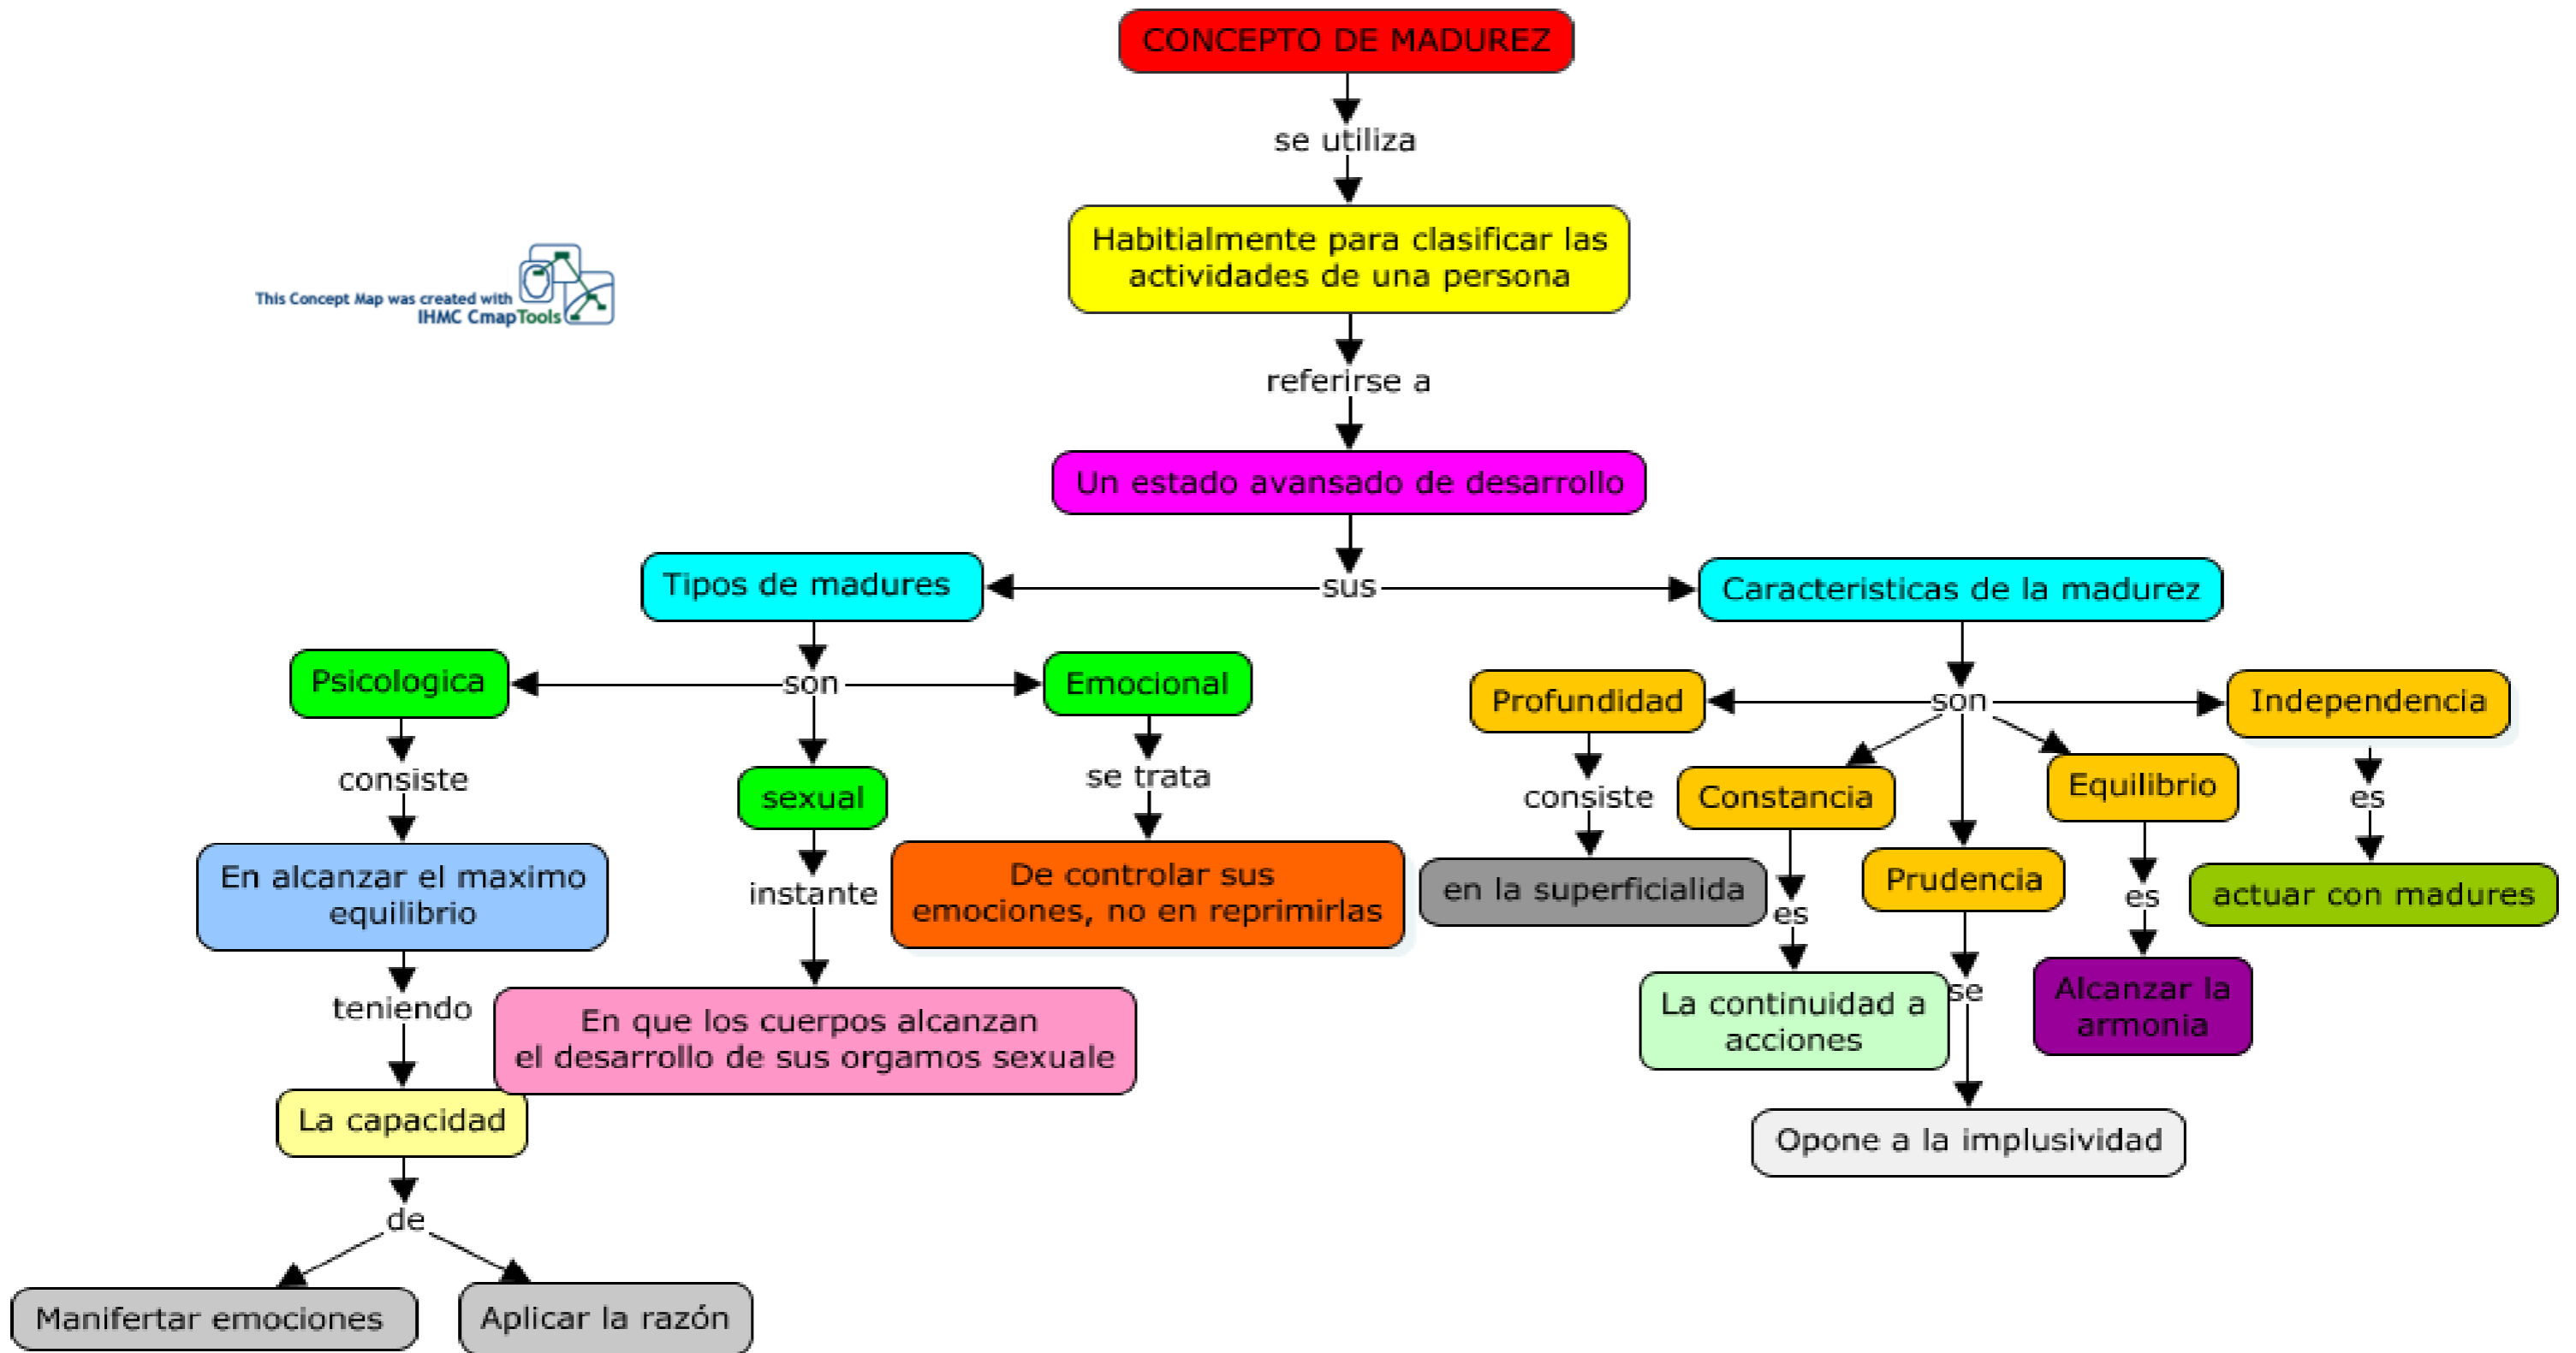 CONCEPTO DE MADUREZ
se utiliza
Habitialmente para clasificar las
actividades de una persona
This Concept Map was created with
IHMC CmapTools
referirse a
Un estado avansado de desarrollo
sus
Tipos de madures
Caracteristicas de la madurez
son
Psicologica
Emocional
sexual
consiste
se trata
instante
En alcanzar el maximo
equilibrio
De controlar sus
emociones, no en reprimirlas
teniendo
En que los cuerpos alcanzan
el desarrollo de sus orgamos sexuale
La capacidad
de
Manifertar emociones
Aplicar la razón
son
Profundidad
Independencia
Constancia
Equilibrio
Prudencia
consiste
es
en la superficialida
es
es
actuar con madures
La continuidad a
acciones
se
Alcanzar la
armonia
Opone a la implusividad